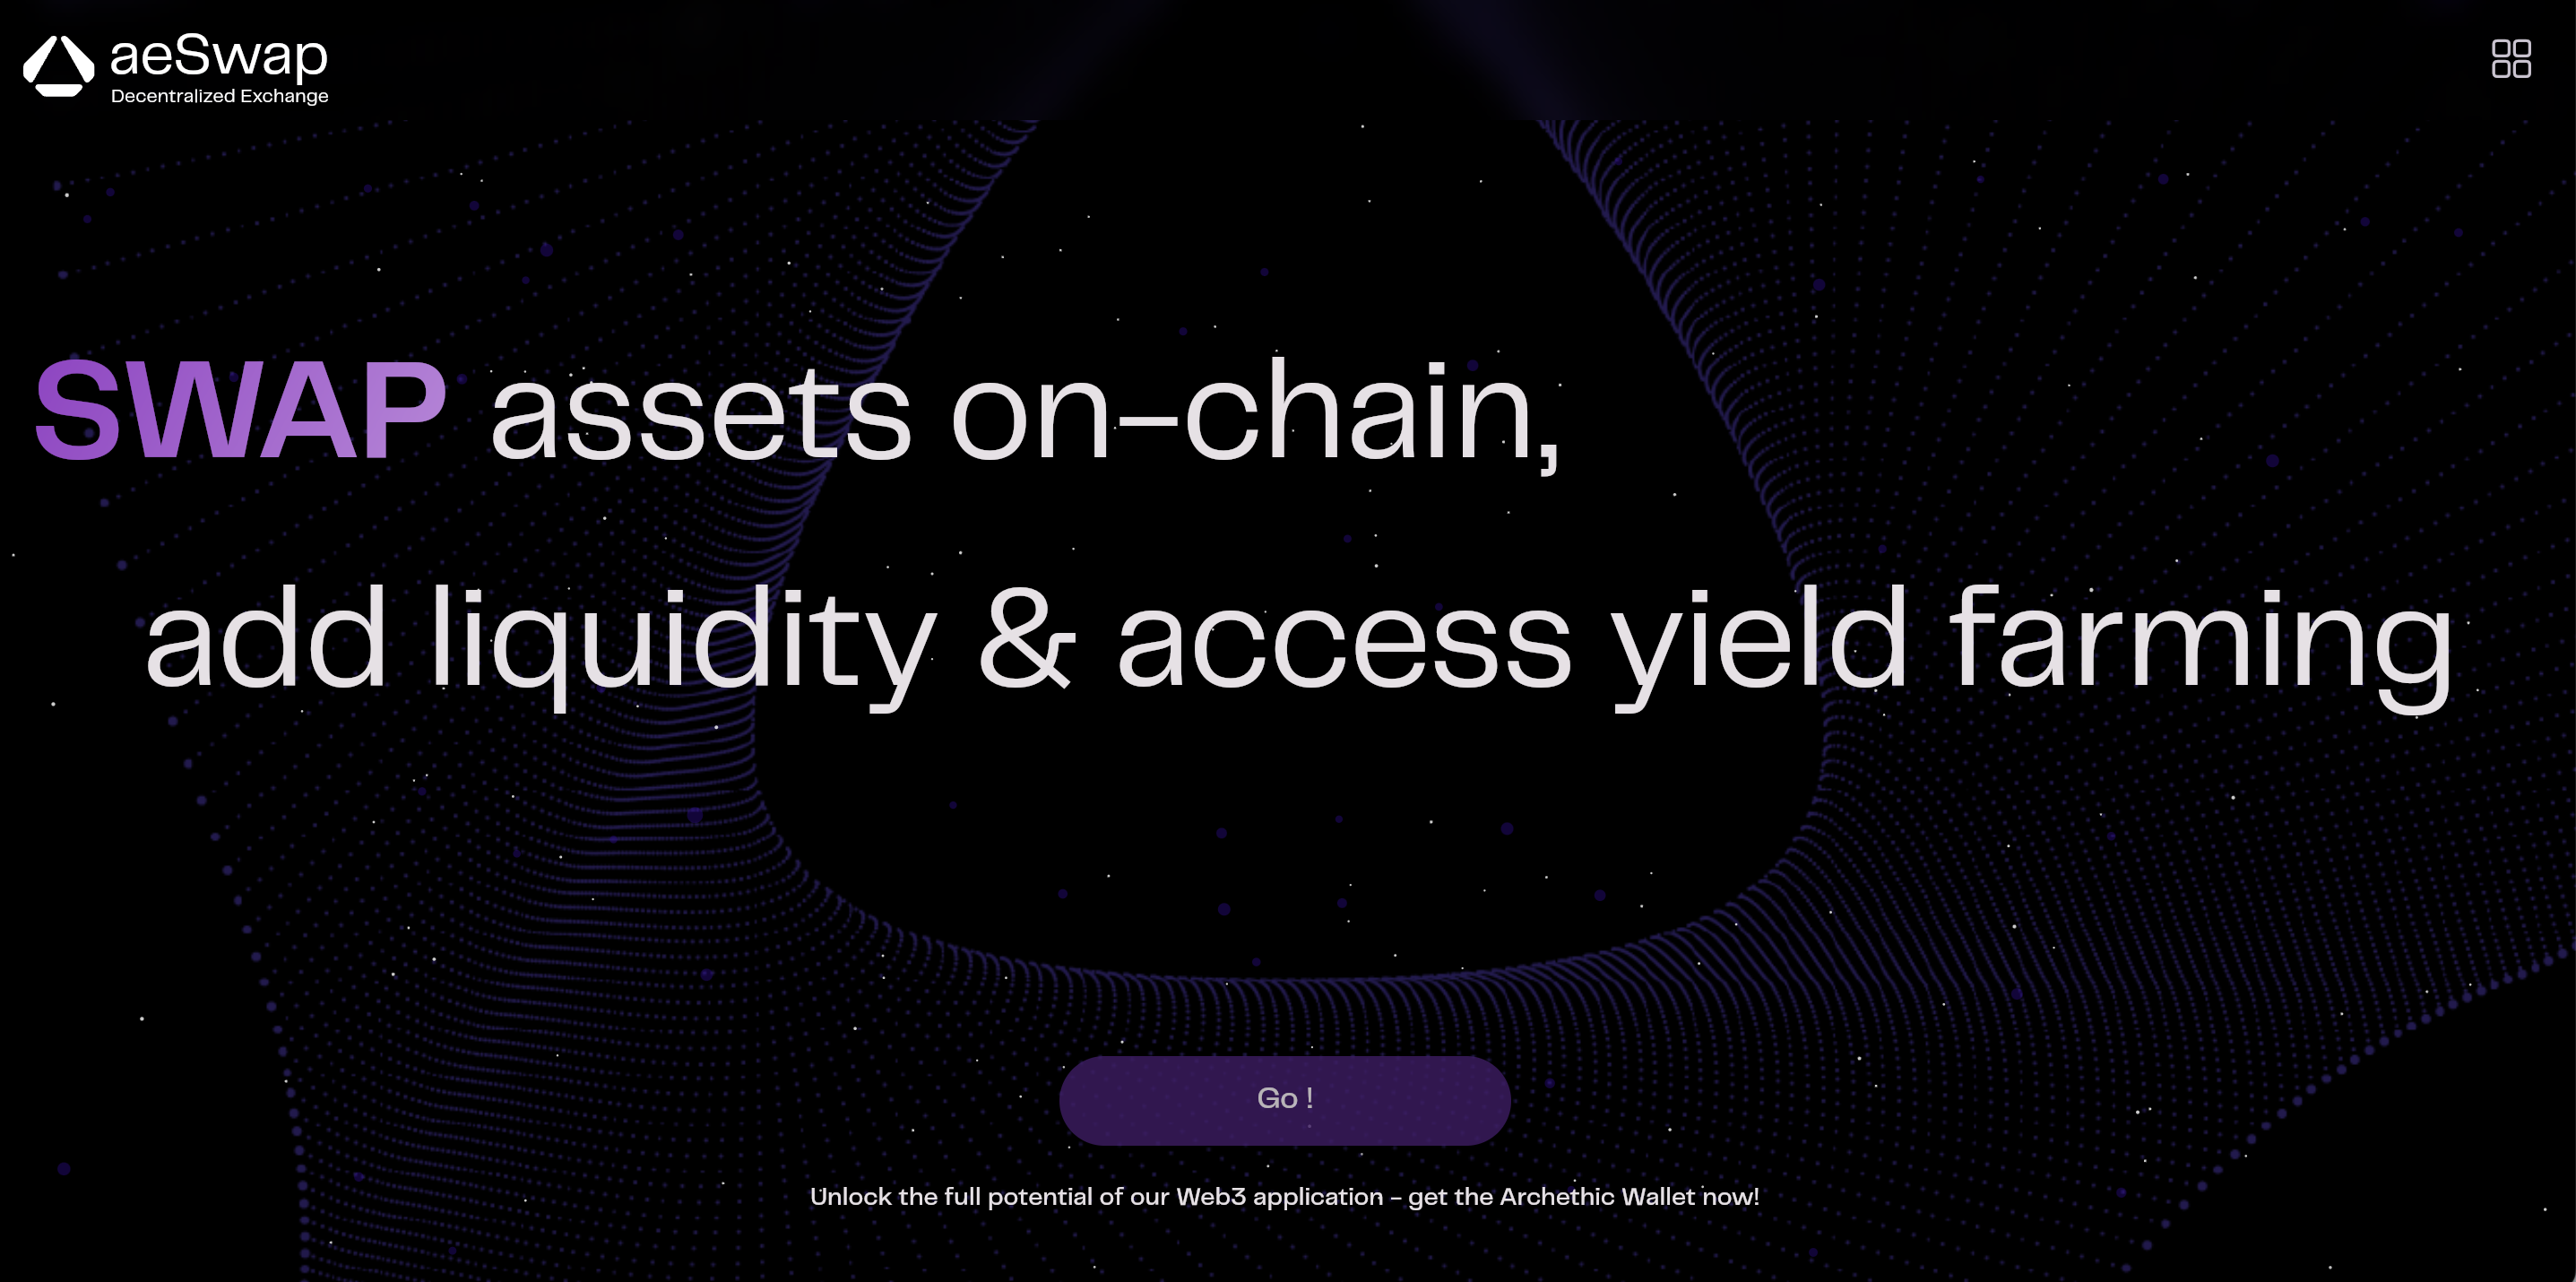 aeSwap
Decentralized Exchange
SWAP assets on-chain,
add liquidity & access yield farming
Go !
Unlock the full potential of our Web3 application - get the Archethic Wallet now!